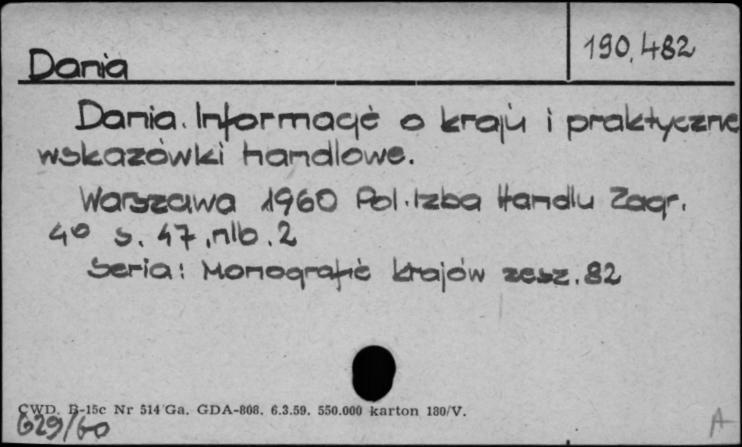 190,482
Dania
Dania. Informacje o kraju i praktyczne
wskazówki handlowe.
Warszawa 1960 Pol. Izba Handlu Zagr.
4° s. 47, nlb. 2
Seria: Monografie krajów zesz. 82
CWD. B-15c Nr 514 Ga. GDA-808. 6.3.59. 550.000 karton 180/V.
629/60
A